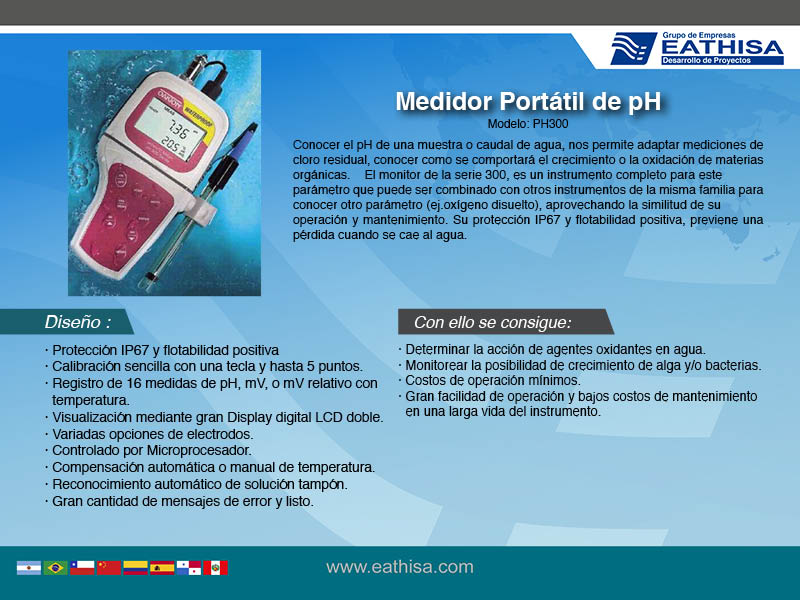 Grupo de Empresas
EATHISA
Desarrollo de Proyectos
Medidor Portátil de pH
Modelo: PH300
Conocer el pH de una muestra o caudal de agua, nos permite adaptar mediciones de
cloro residual, conocer como se comportará el crecimiento o la oxidación de materias
orgánicas. El monitor de la serie 300, es un instrumento completo para este
parámetro que puede ser combinado con otros instrumentos de la misma familia para
conocer otro parámetro (ej.oxígeno disuelto), aprovechando la similitud de su
operación y mantenimiento. Su protección IP67 y flotabilidad positiva, previene una
pérdida cuando se cae al agua.
OAKTON
WATERPROOF
7.36
20.5
Diseño :
· Protección IP67 y flotabilidad positiva
· Calibración sencilla con una tecla y hasta 5 puntos.
· Registro de 16 medidas de pH, mV, o mV relativo con
temperatura.
· Visualización mediante gran Display digital LCD doble.
· Variadas opciones de electrodos.
· Controlado por Microprocesador.
· Compensación automática o manual de temperatura.
· Reconocimiento automático de solución tampón.
· Gran cantidad de mensajes de error y listo.
Con ello se consigue:
· Determinar la acción de agentes oxidantes en agua.
· Monitorear la posibilidad de crecimiento de alga y/o bacterias.
· Costos de operación mínimos.
· Gran facilidad de operación y bajos costos de mantenimiento
en una larga vida del instrumento.
www.eathisa.com